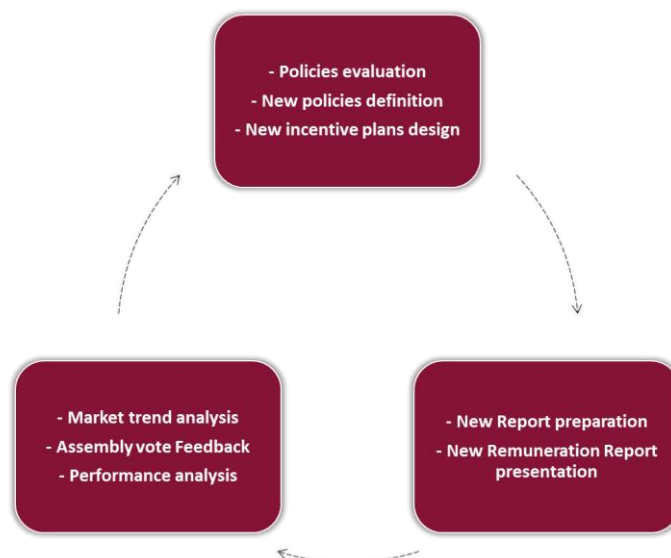 - Policies evaluation
- New policies definition
- New incentive plans design
- Market trend analysis
- Assembly vote Feedback
- Performance analysis
- New Report preparation
- New Remuneration Report
presentation